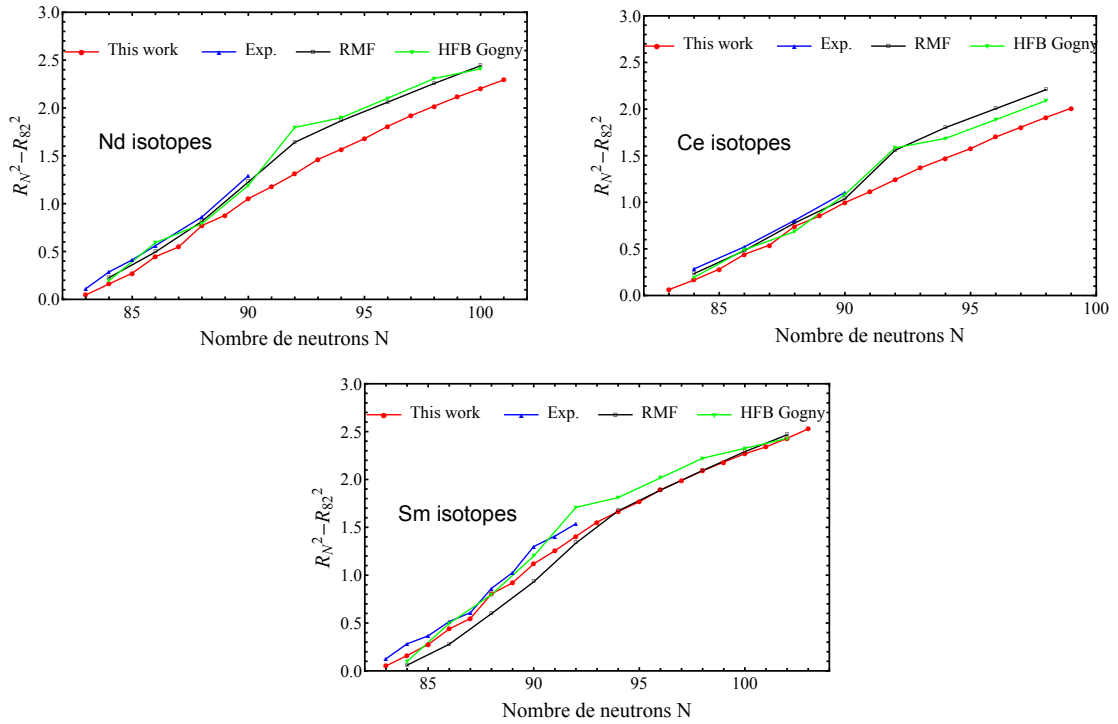 3.0
This work Exp. RMF HFB Gogny
2.5
2.0
Nd isotopes
1.5
1.0
0.5
0.0
R_N^2−R_82^2
85 90 95 100
Nombre de neutrons N
3.0
This work Exp. RMF HFB Gogny
2.5
2.0
Ce isotopes
1.5
1.0
0.5
0.0
R_N^2−R_82^2
85 90 95 100
Nombre de neutrons N
3.0
This work Exp. RMF HFB Gogny
2.5
2.0
Sm isotopes
1.5
1.0
0.5
0.0
R_N^2−R_82^2
85 90 95 100
Nombre de neutrons N